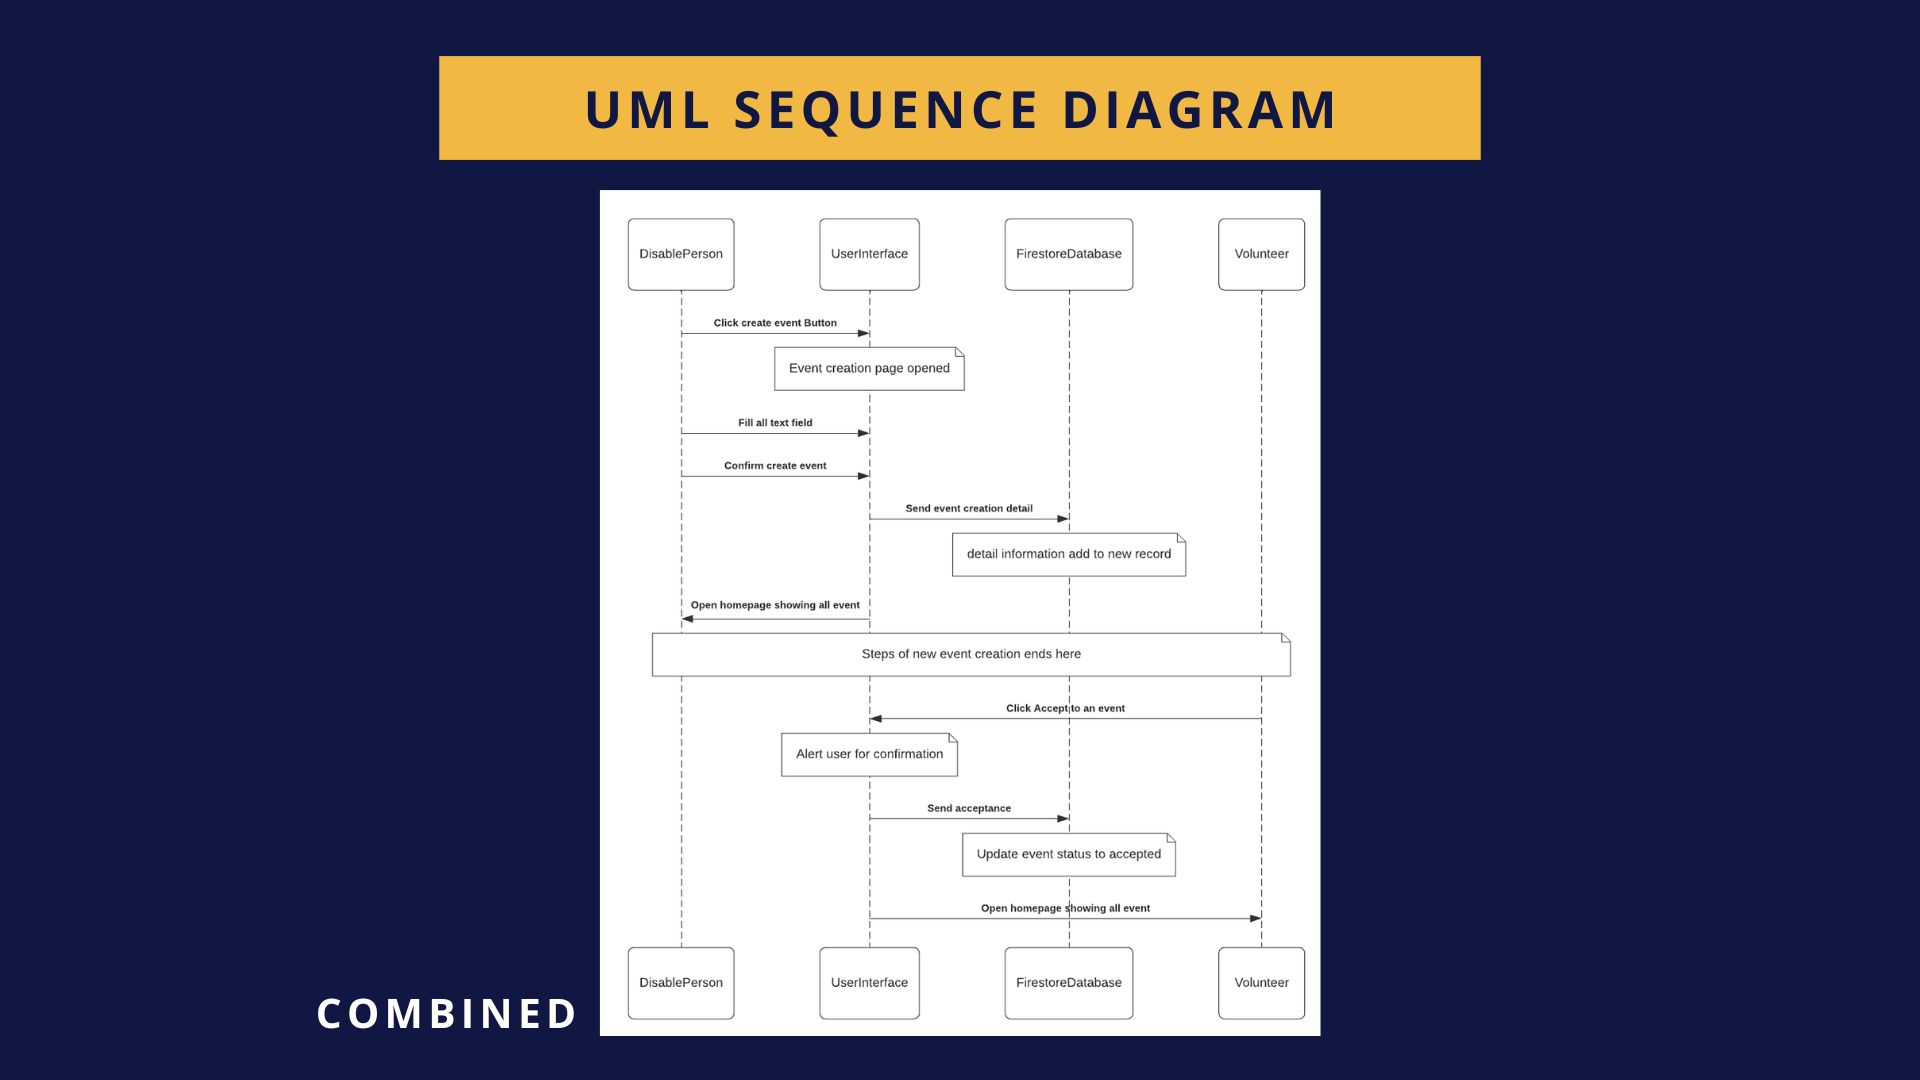 UML SEQUENCE DIAGRAM
DisablePerson
UserInterface
FirestoreDatabase
Volunteer
Click create event Button
Event creation page opened
Fill all text field
Confirm create event
Send event creation detail
detail information add to new record
Open homepage showing all event
Steps of new event creation ends here
Click Accept to an event
Alert user for confirmation
Send acceptance
Update event status to accepted
Open homepage showing all event
DisablePerson
UserInterface
FirestoreDatabase
Volunteer
COMBINED